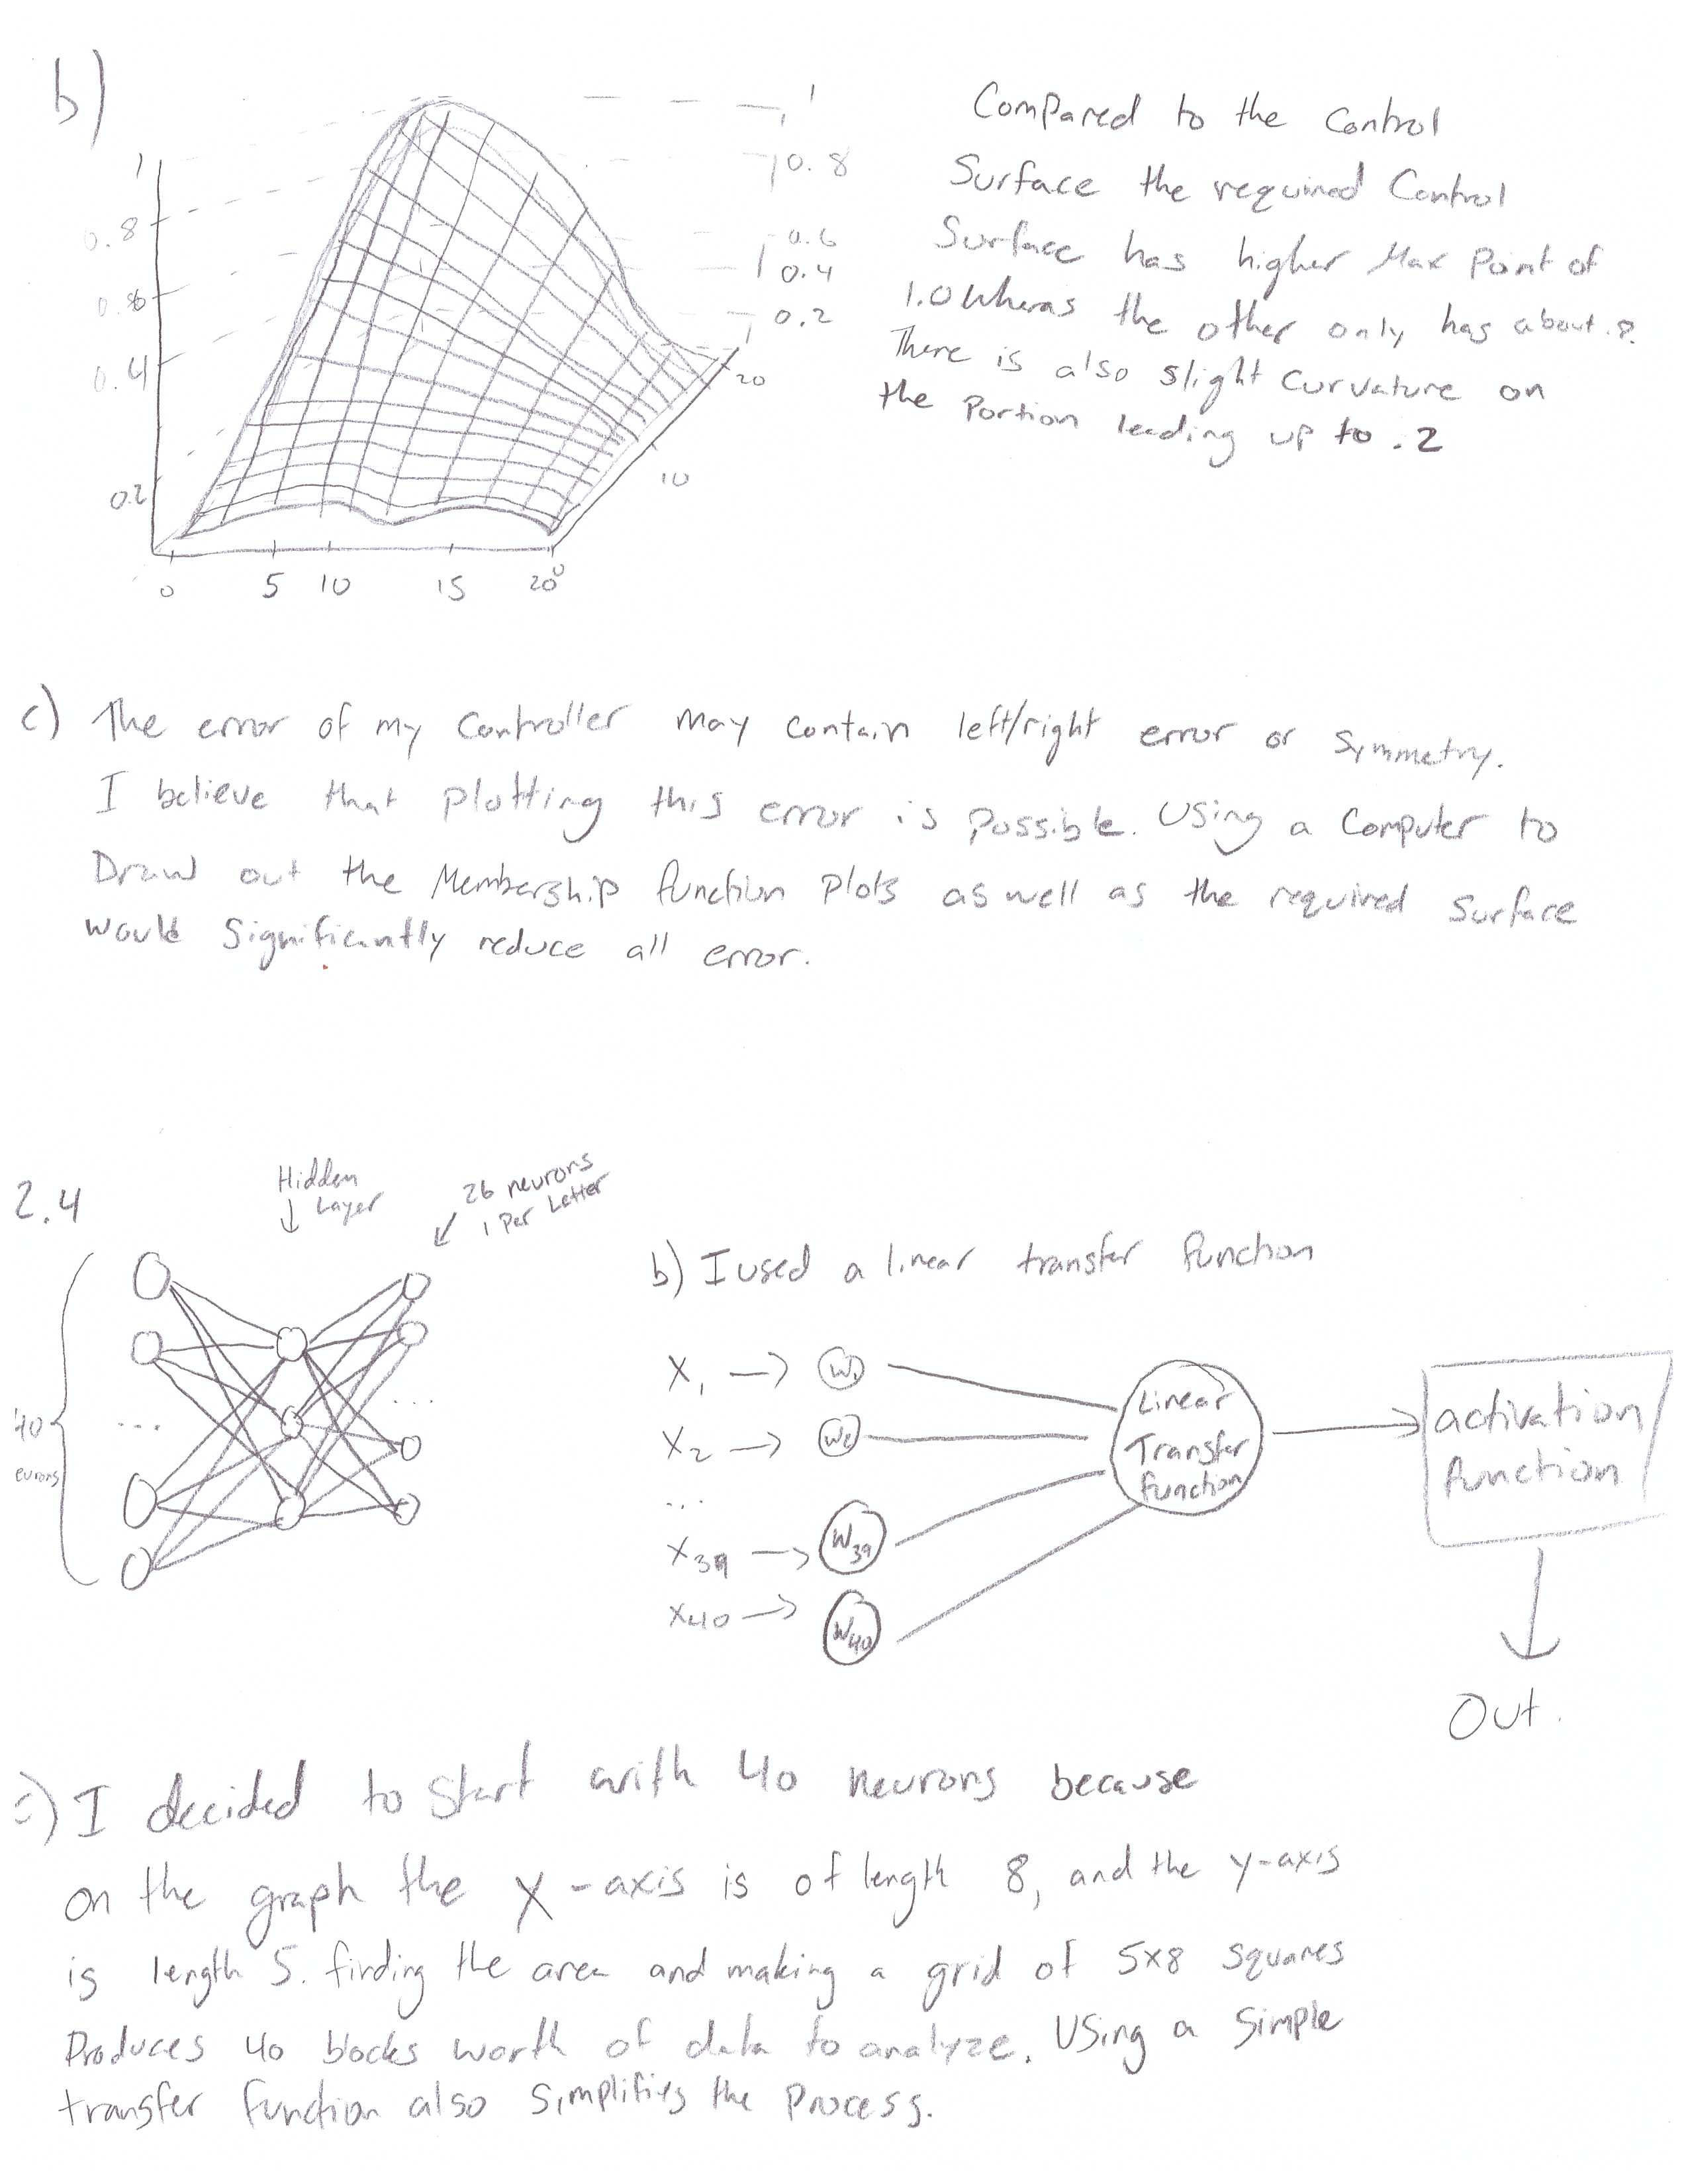 b)
1
0.8
0.6
0.4
0.2
1
0.8
0.6
0.4
0.2
20
10
0
0 5 10 15 20
Compared to the Control
Surface the required Control
Surface has higher Max Point of
1.0 Wheras the other only has about .8.
There is also slight Curvature on
the Portion leading up to .2
c) The error of my Controller may contain left/right error or Symmetry.
I believe that plotting this error is Possible. Using a Computer to
Draw out the Membership function Plots as well as the required Surface
would Significantly reduce all error.
2.4
Hidden
Layer
26 neurons
1 Per Letter
40
eurons
...
...
b) I used a linear transfer function
X1 → W1
X2 → W2
...
X39 → W39
X40 → W40
Linear
Transfer
function
activation
function
Out.
c) I decided to Start with 40 neurons because
on the graph the X-axis is of length 8, and the y-axis
is length 5. finding the area and making a grid of 5x8 squares
Produces 40 blocks worth of data to analyze. Using a Simple
transfer function also Simplifies the Process.